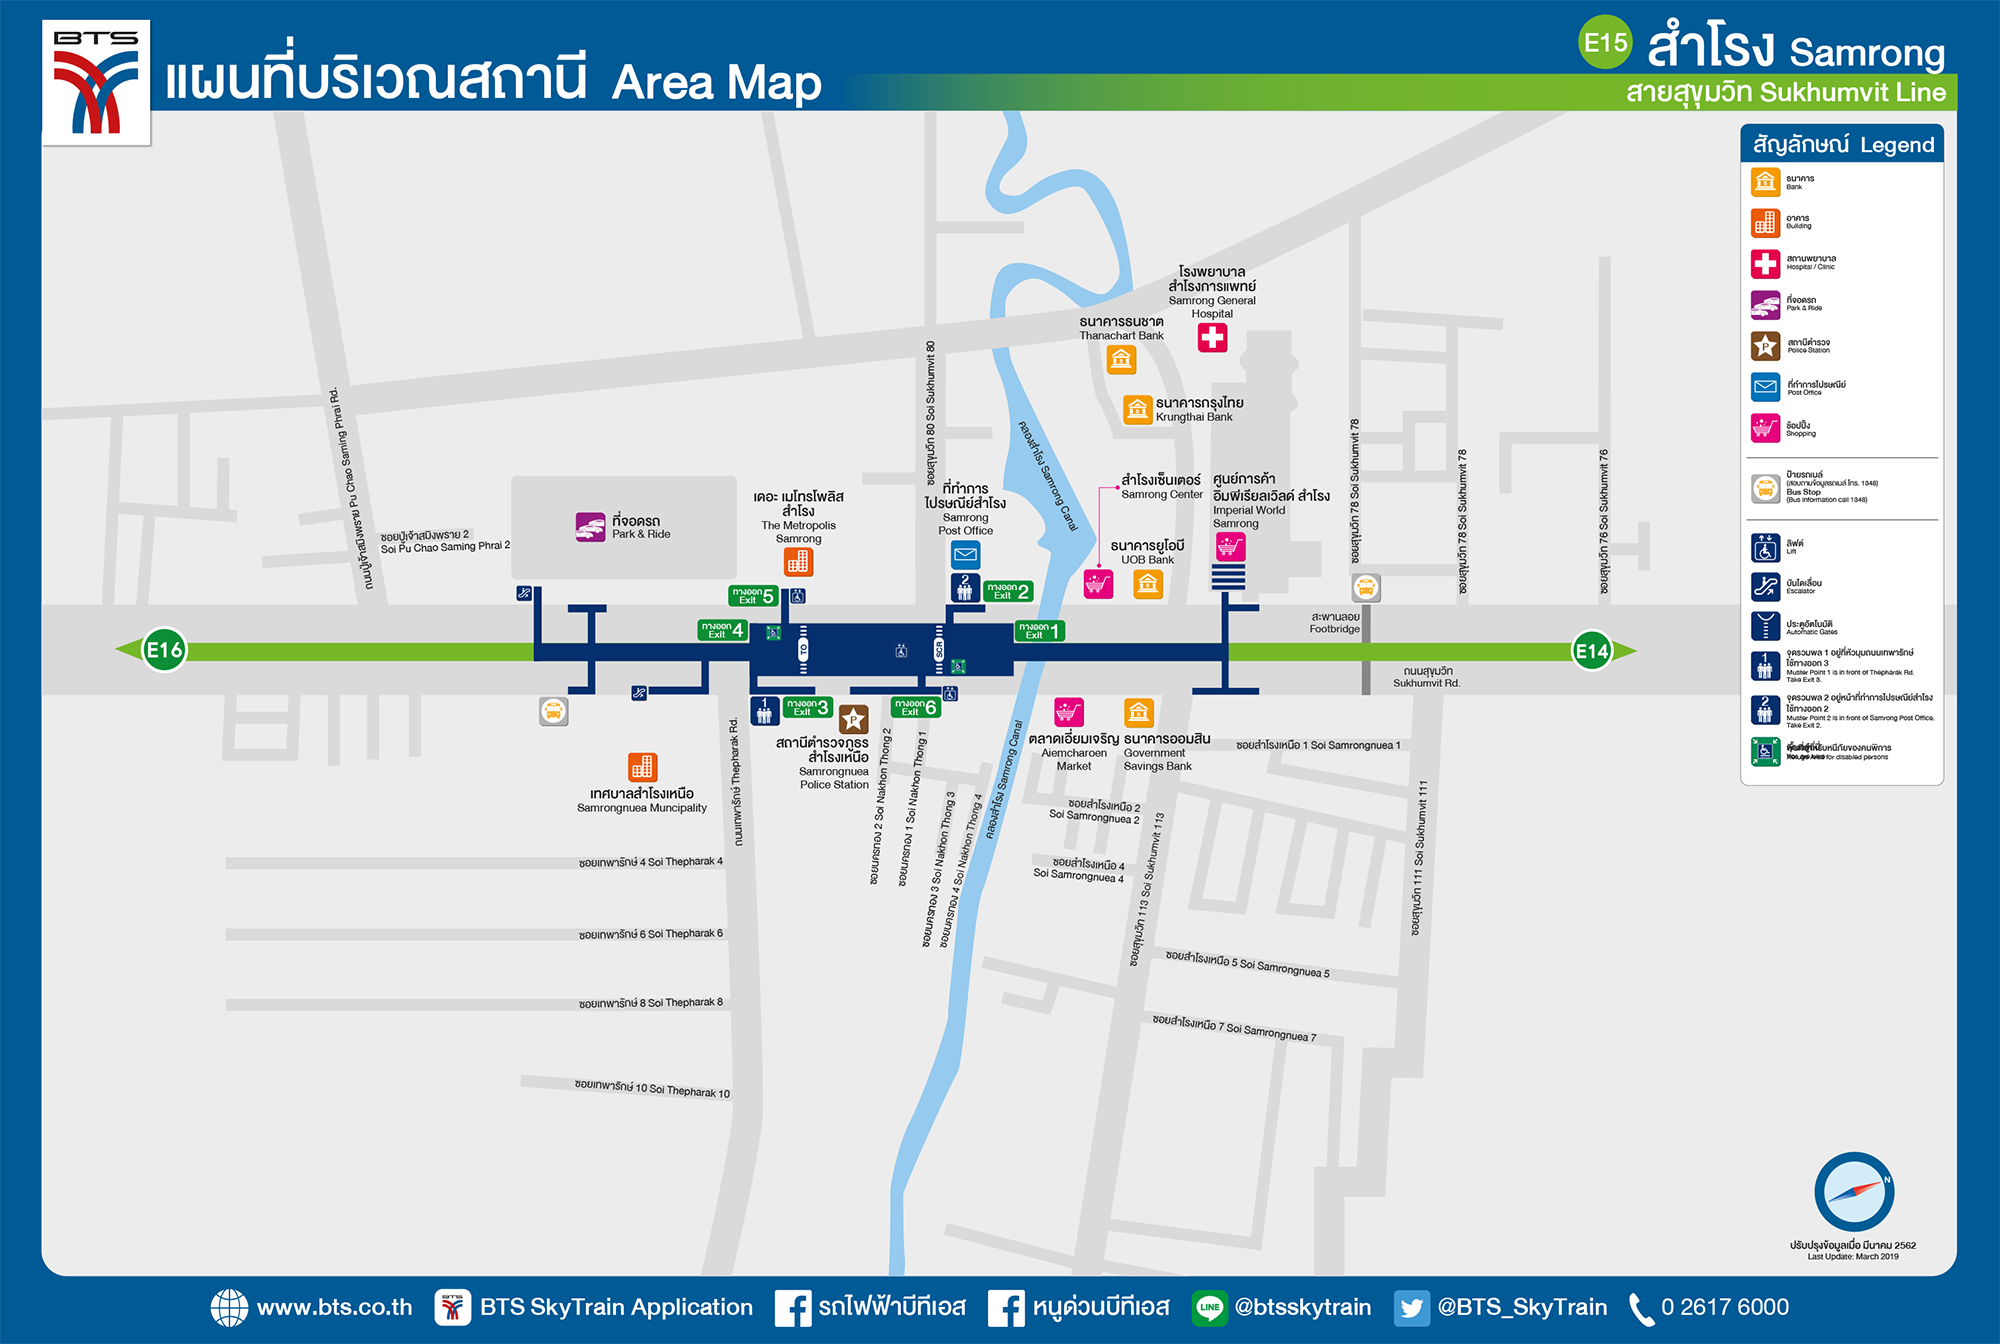 BTS
แผนที่บริเวณสถานี Area Map
E15 สำโรง Samrong
สายสุขุมวิท Sukhumvit Line
สัญลักษณ์ Legend
ธนาคาร
Bank
อาคาร
Building
สถานพยาบาล
Hospital / Clinic
ที่จอดรถ
Park & Ride
สถานีตำรวจ
Police Station
ที่ทำการไปรษณีย์
Post Office
ช้อปปิ้ง
Shopping
ป้ายรถเมล์
(สอบถามข้อมูลรถเมล์ โทร. 1348)
Bus Stop
(Bus information call 1348)
ลิฟต์
Lift
บันไดเลื่อน
Escalator
ประตูอัตโนมัติ
Automatic Gates
1
จุดรวมพล 1 อยู่ที่หัวมุมถนนเทพารักษ์
ใช้ทางออก 3
Muster Point 1 is in front of Thepharak Rd.
Take Exit 3.
2
จุดรวมพล 2 อยู่หน้าที่ทำการไปรษณีย์สำโรง
ใช้ทางออก 2
Muster Point 2 is in front of Samrong Post Office.
Take Exit 2.
โรงพยาบาล
สำโรงการแพทย์
Samrong General
Hospital
ธนาคารธนชาต
Thanachart Bank
ธนาคารกรุงไทย
Krungthai Bank
สำโรงเซ็นเตอร์
Samrong Center
ศูนย์การค้า
อิมพีเรียลเวิลด์ สำโรง
Imperial World
Samrong
ธนาคารยูโอบี
UOB Bank
ที่ทำการ
ไปรษณีย์สำโรง
Samrong
Post Office
เดอะ เมโทรโพลิส
สำโรง
The Metropolis
Samrong
ที่จอดรถ
Park & Ride
ซอยปู่เจ้าสมิงพราย 2
Soi Pu Chao Saming Phrai 2
ถนนปู่เจ้าสมิงพราย Pu Chao Saming Phrai Rd.
ซอยสุขุมวิท 80 Soi Sukhumvit 80
คลองสำโรง Samrong Canal
ซอยสุขุมวิท 78 Soi Sukhumvit 78
ซอยสุขุมวิท 78 Soi Sukhumvit 78
ซอยสุขุมวิท 76 Soi Sukhumvit 76
ทางออก Exit 5
2
ทางออก Exit 2
ทางออก Exit 4
ทางออก Exit 1
สะพานลอย
Footbridge
E16
TO
SCR
E14
ถนนสุขุมวิท
Sukhumvit Rd.
1
ทางออก Exit 3
ทางออก Exit 6
สถานีตำรวจภูธร
สำโรงเหนือ
Samrongnuea
Police Station
เทศบาลสำโรงเหนือ
Samrongnuea Muncipality
ตลาดเอี่ยมเจริญ
Aiemcharoen
Market
ธนาคารออมสิน
Government
Savings Bank
ถนนเทพารักษ์ Thepharak Rd.
ซอยนครทอง 2 Soi Nakhon Thong 2
ซอยนครทอง 1 Soi Nakhon Thong 1
ซอยนครทอง 3 Soi Nakhon Thong 3
ซอยนครทอง 4 Soi Nakhon Thong 4
คลองสำโรง Samrong Canal
ซอยสำโรงเหนือ 1 Soi Samrongnuea 1
ซอยสำโรงเหนือ 2
Soi Samrongnuea 2
ซอยสำโรงเหนือ 4
Soi Samrongnuea 4
ซอยสุขุมวิท 113 Soi Sukhumvit 113
ซอยสุขุมวิท 111 Soi Sukhumvit 111
ซอยสำโรงเหนือ 5 Soi Samrongnuea 5
ซอยสำโรงเหนือ 7 Soi Samrongnuea 7
ซอยเทพารักษ์ 4 Soi Thepharak 4
ซอยเทพารักษ์ 6 Soi Thepharak 6
ซอยเทพารักษ์ 8 Soi Thepharak 8
ซอยเทพารักษ์ 10 Soi Thepharak 10
N
ปรับปรุงข้อมูลเมื่อ มีนาคม 2562
Last Update: March 2019
www.bts.co.th
BTS SkyTrain Application
รถไฟฟ้าบีทีเอส
หนูด่วนบีทีเอส
LINE @btsskytrain
@BTS_SkyTrain
0 2617 6000